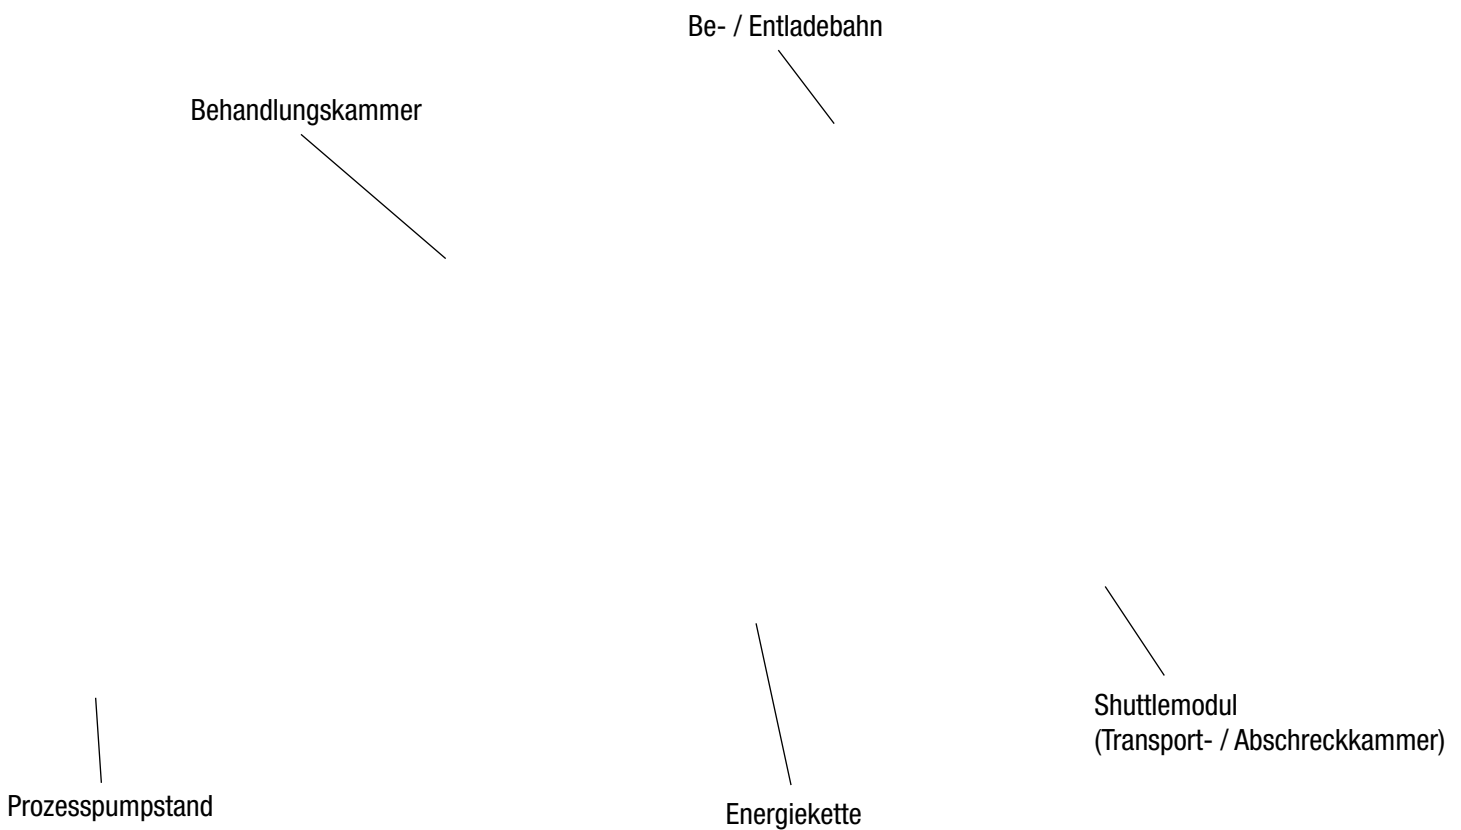 Be- / Entladebahn
Behandlungskammer
Shuttlemodul
(Transport- / Abschreckkammer)
Prozesspumpstand
Energiekette